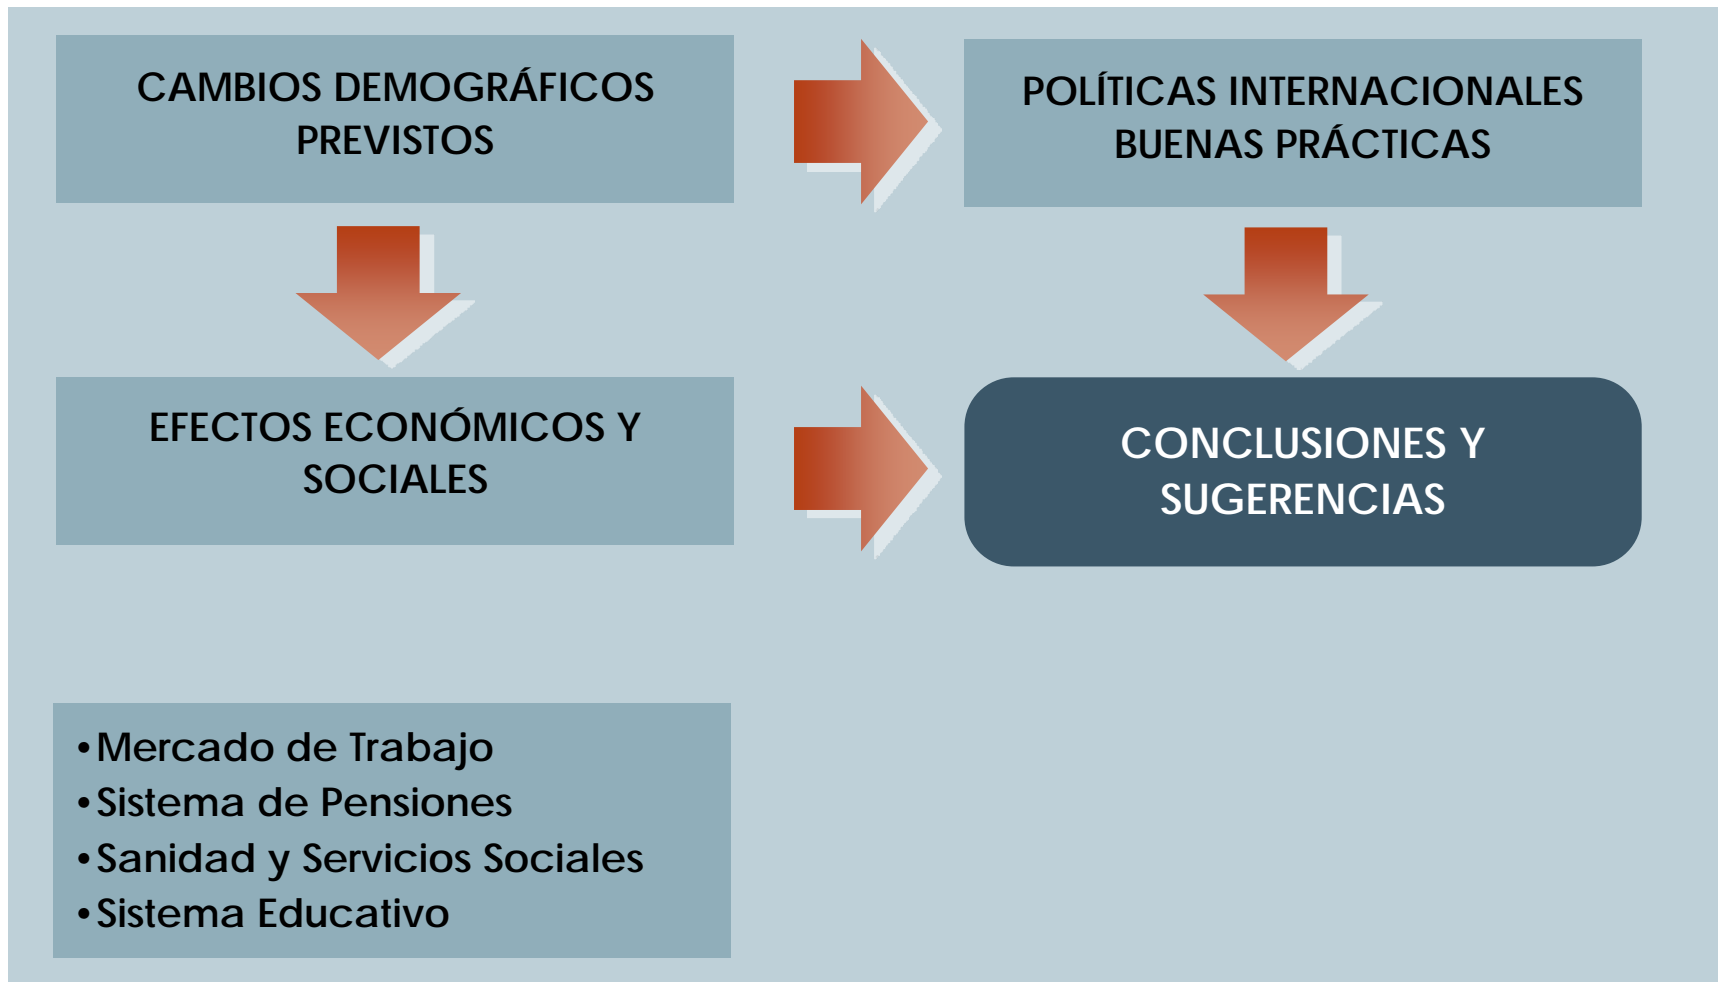 CAMBIOS DEMOGRÁFICOS
PREVISTOS
POLÍTICAS INTERNACIONALES
BUENAS PRÁCTICAS
EFECTOS ECONÓMICOS Y
SOCIALES
CONCLUSIONES Y
SUGERENCIAS
•Mercado de Trabajo
•Sistema de Pensiones
•Sanidad y Servicios Sociales
•Sistema Educativo